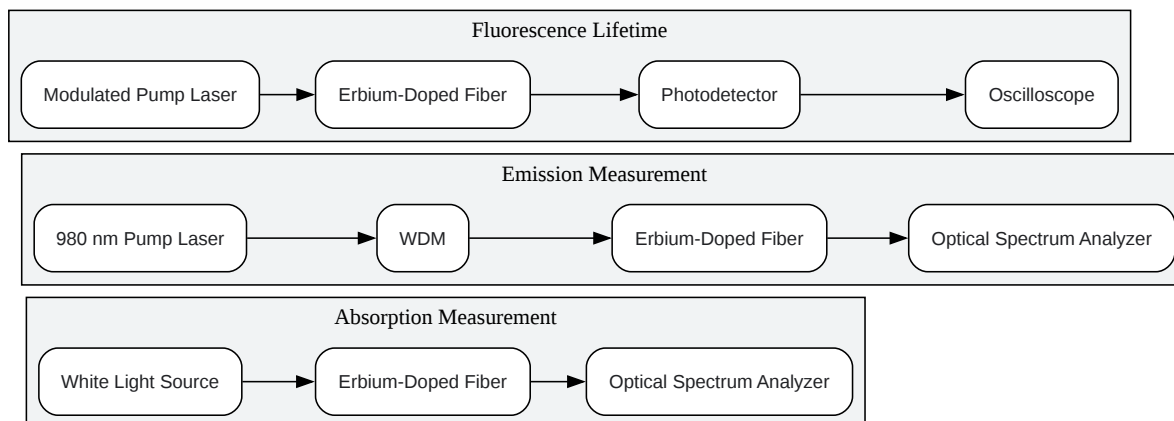 Fluorescence Lifetime
Modulated Pump Laser
Erbium-Doped Fiber
Photodetector
Oscilloscope
Emission Measurement
980 nm Pump Laser
WDM
Erbium-Doped Fiber
Optical Spectrum Analyzer
Absorption Measurement
White Light Source
Erbium-Doped Fiber
Optical Spectrum Analyzer